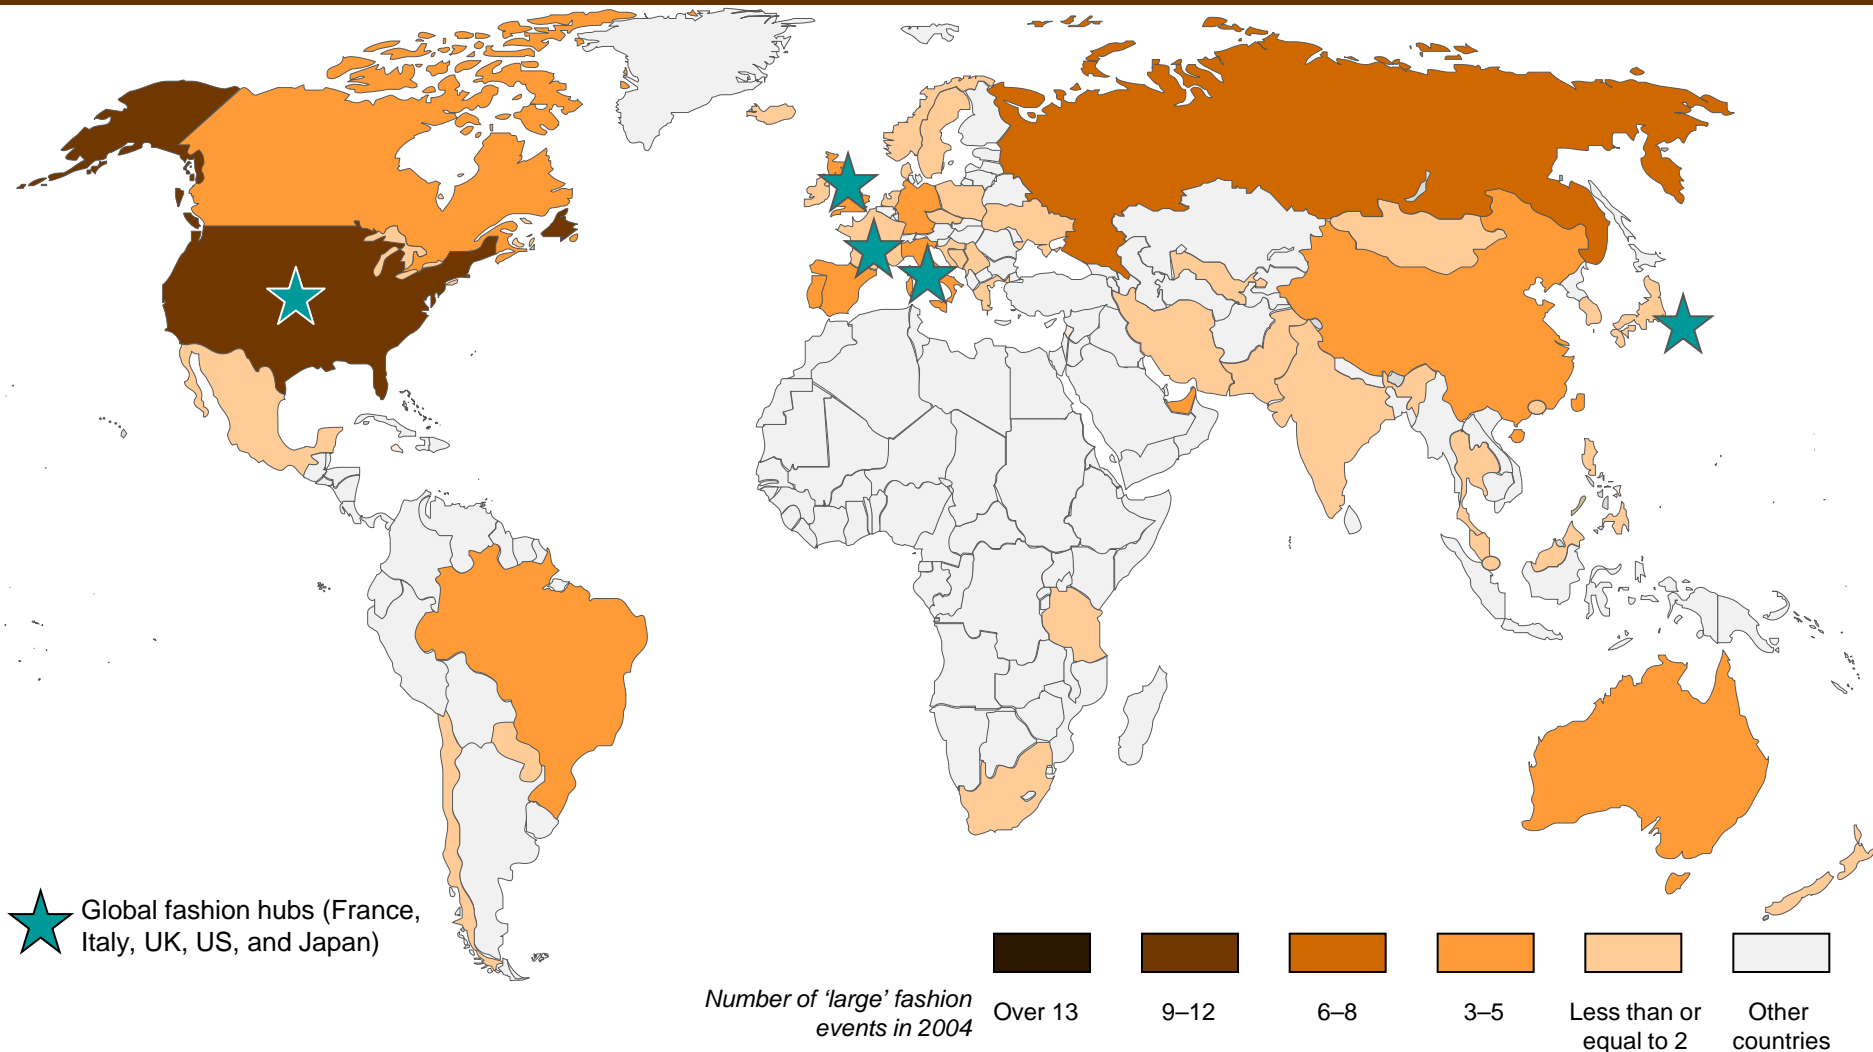 Global fashion hubs (France,
Italy, UK, US, and Japan)
Number of ‘large’ fashion
events in 2004
Over 13
9–12
6–8
3–5
Less than or
equal to 2
Other
countries